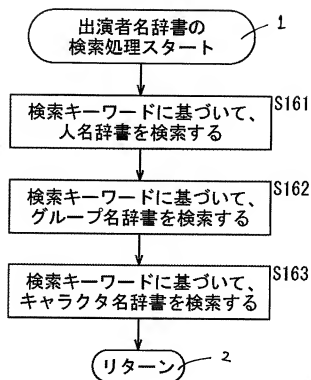 出演者名辞書の
検索処理スタート
1
S161
検索キーワードに基づいて、
人名辞書を検索する
S162
検索キーワードに基づいて、
グループ名辞書を検索する
S163
検索キーワードに基づいて、
キャラクタ名辞書を検索する
リターン
2